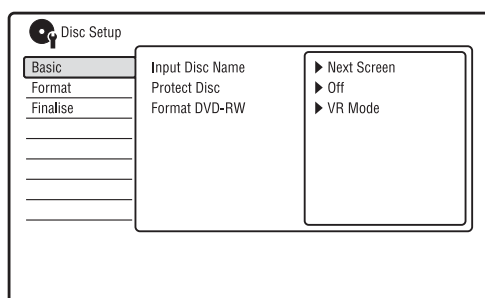 Disc Setup
Basic
Format
Finalise
Input Disc Name
Protect Disc
Format DVD-RW
Next Screen
Off
VR Mode